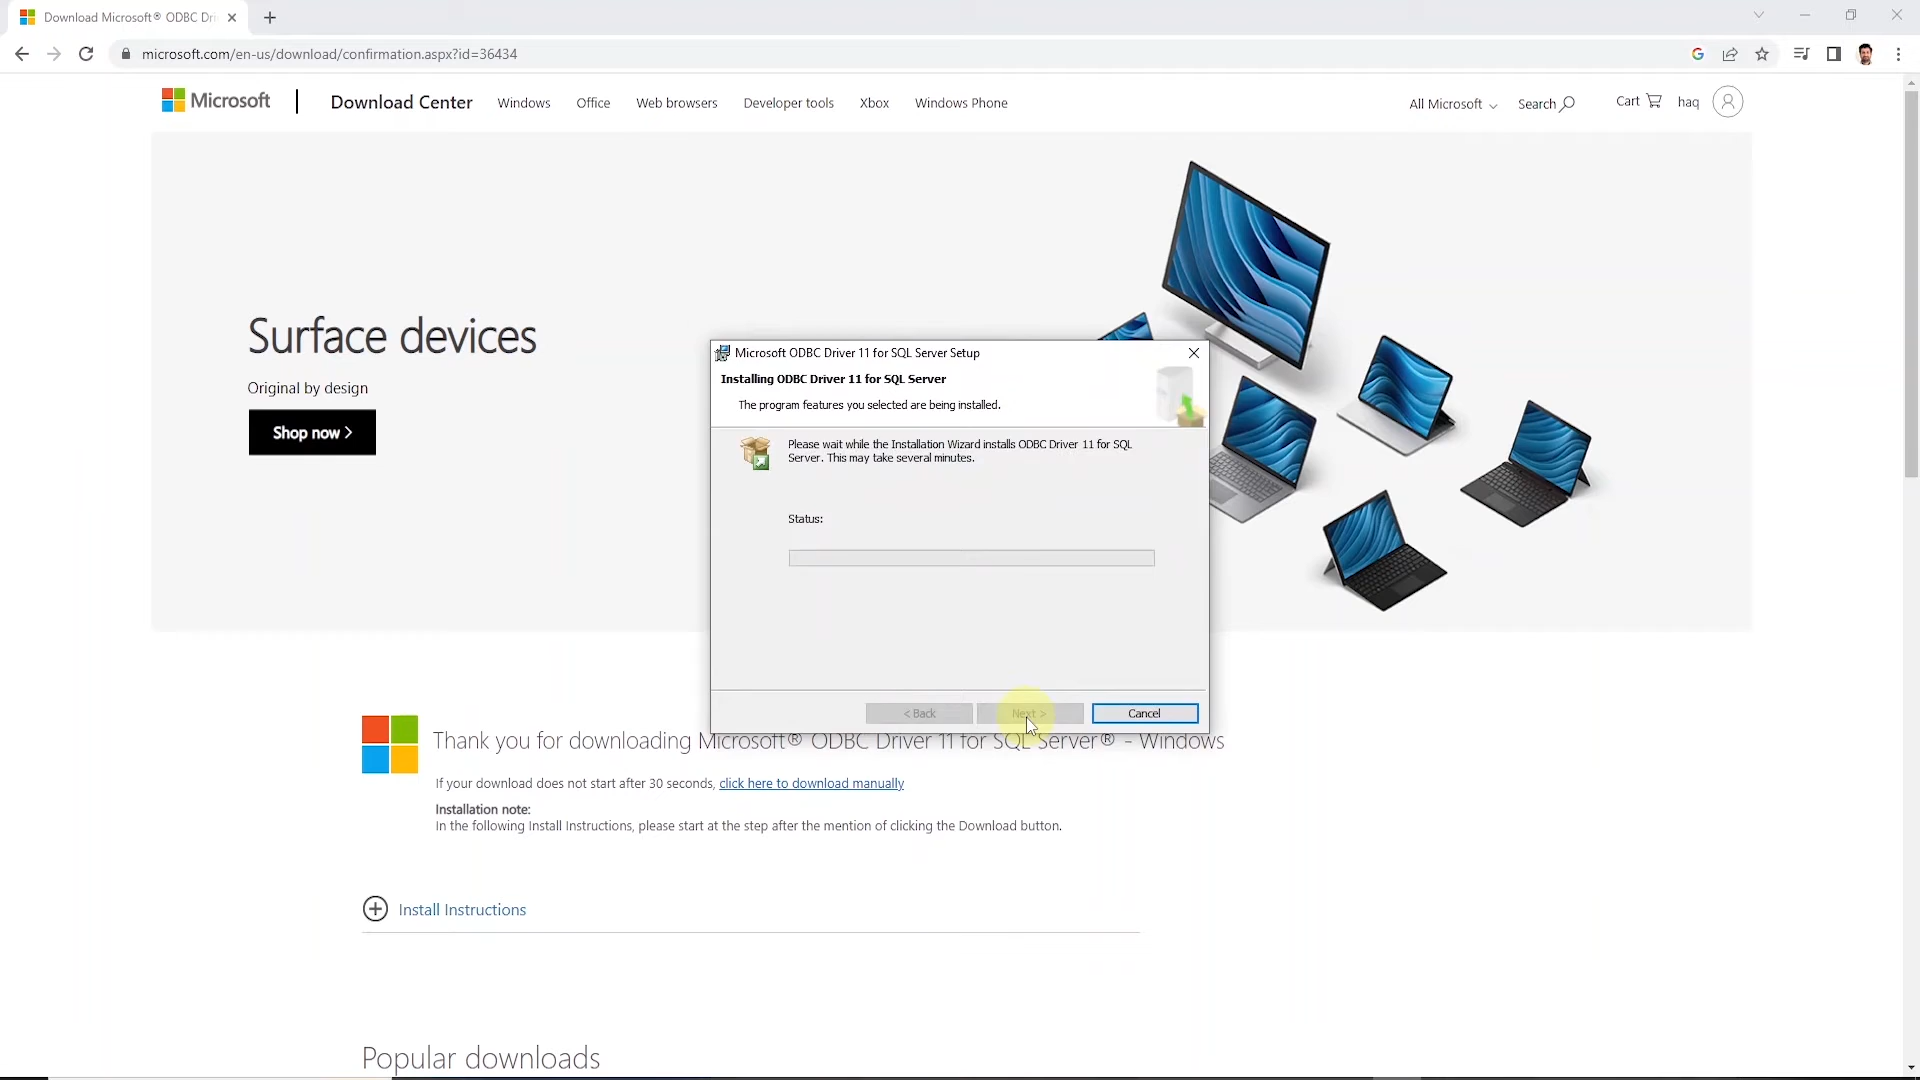 Download Microsoft® ODBC Dri
microsoft.com/en-us/download/confirmation.aspx?id=36434
Microsoft
Download Center
Windows
Office
Web browsers
Developer tools
Xbox
Windows Phone
All Microsoft
Search
Cart
haq
Surface devices
Original by design
Shop now >
Microsoft ODBC Driver 11 for SQL Server Setup
Installing ODBC Driver 11 for SQL Server
The program features you selected are being installed.
Please wait while the Installation Wizard installs ODBC Driver 11 for SQL
Server. This may take several minutes.
Status:
< Back
Next >
Cancel
Thank you for downloading Microsoft® ODBC Driver 11 for SQL Server® - Windows
If your download does not start after 30 seconds, click here to download manually
Installation note:
In the following Install Instructions, please start at the step after the mention of clicking the Download button.
Install Instructions
Popular downloads